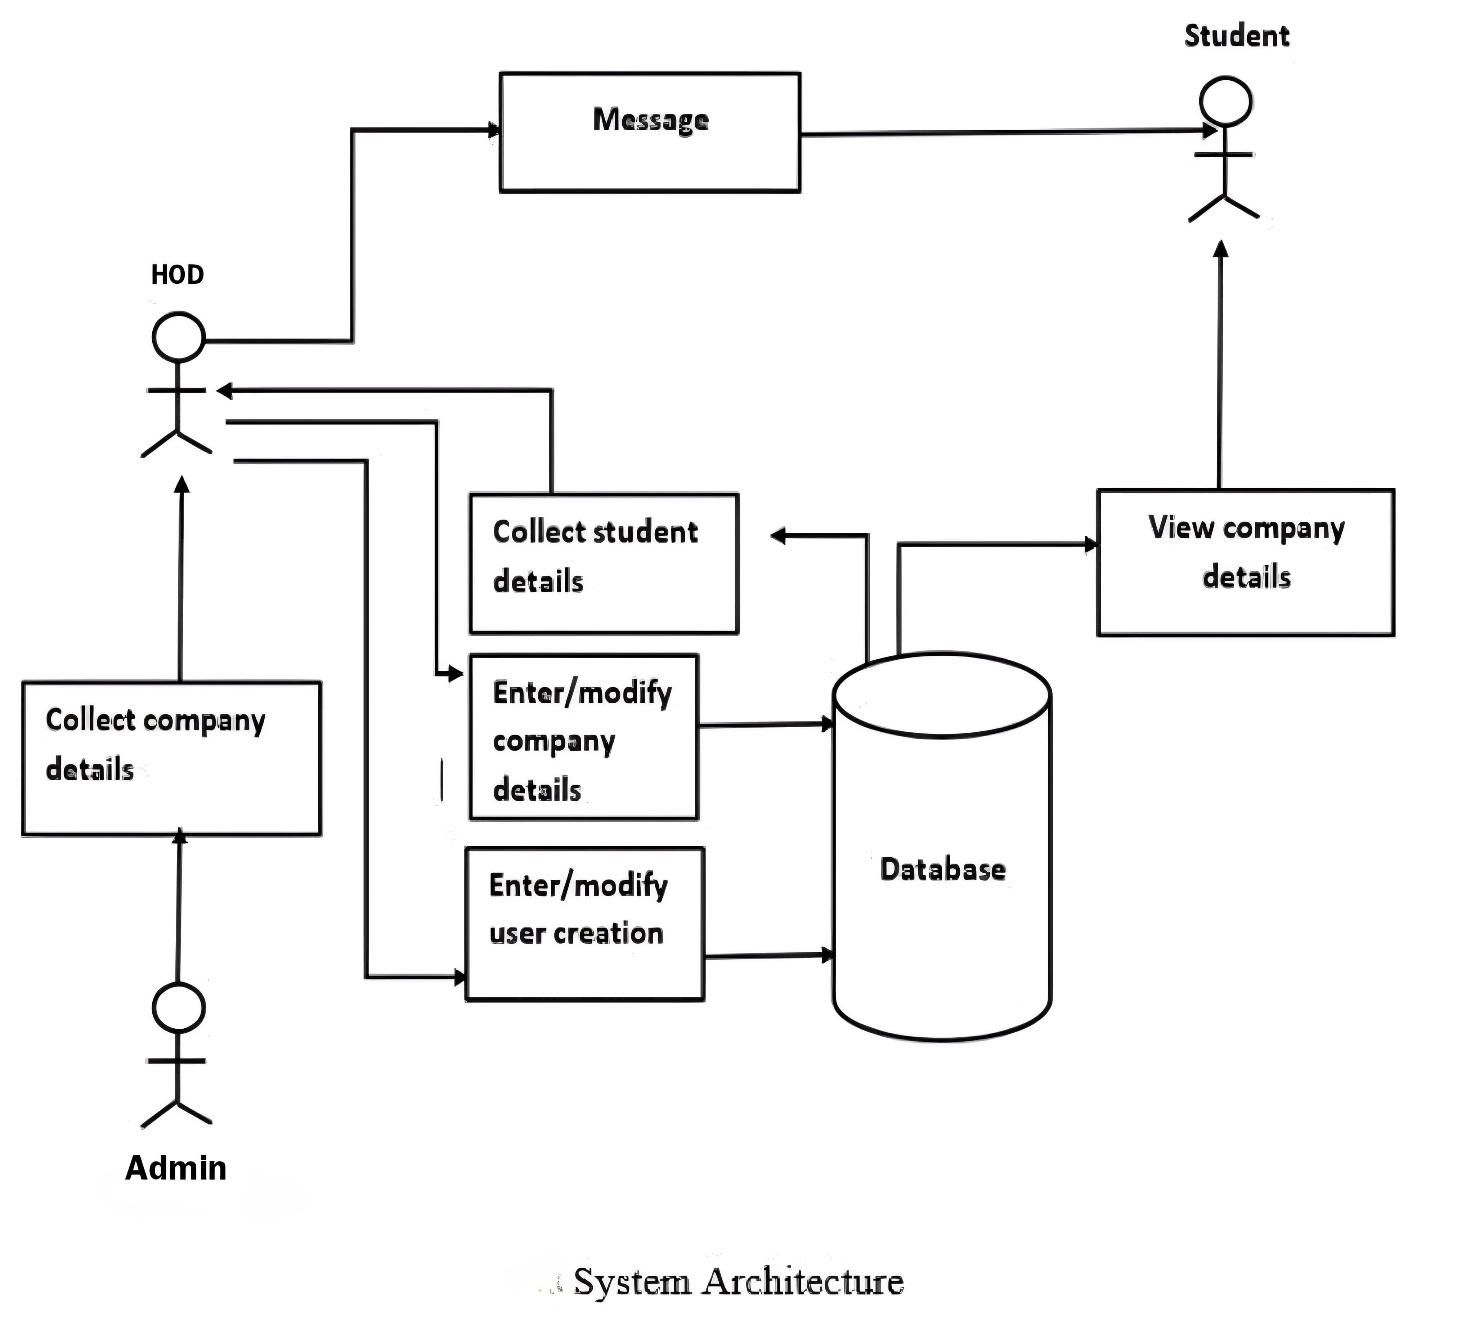 Student
Message
HOD
Collect student
details
View company
details
Enter/modify
company
details
Collect company
details
Enter/modify
user creation
Database
Admin
System Architecture